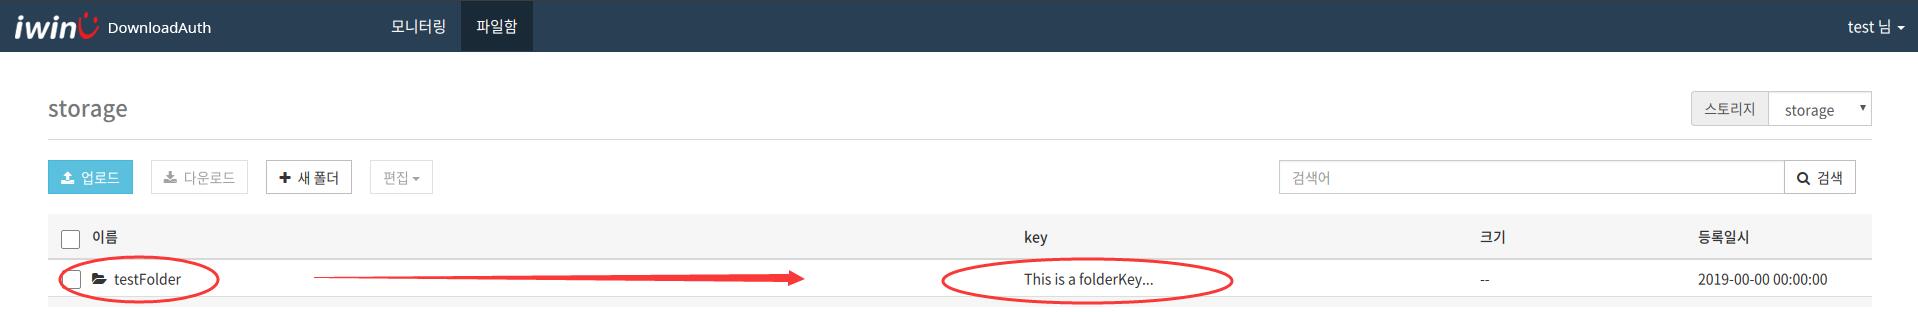 iwinU DownloadAuth 모니터링 파일함 test 님
storage 스토리지 storage
업로드 다운로드 새 폴더 편집 검색어 검색
이름 key 크기 등록일시
testFolder This is a folderKey... -- 2019-00-00 00:00:00